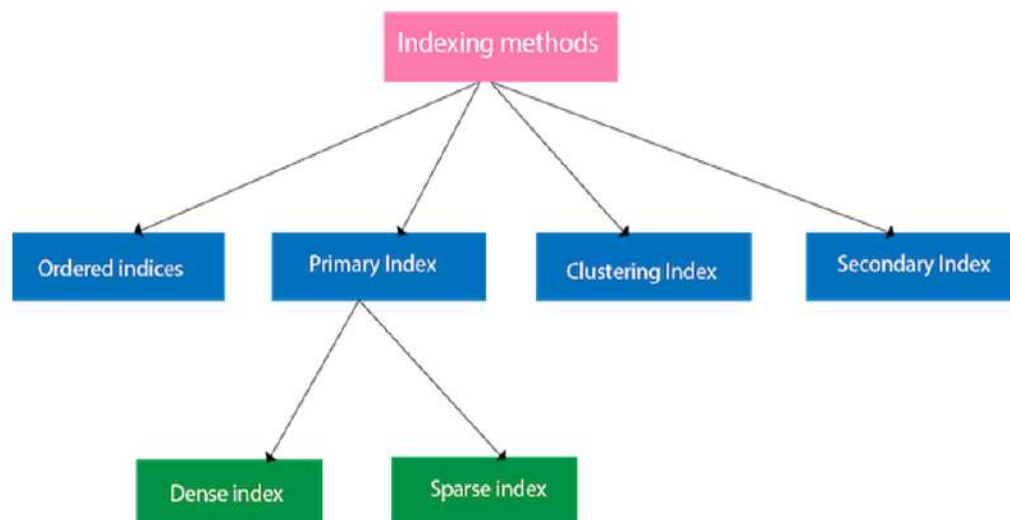 Indexing methods
Ordered indices
Primary Index
Clustering Index
Secondary Index
Dense index
Sparse index